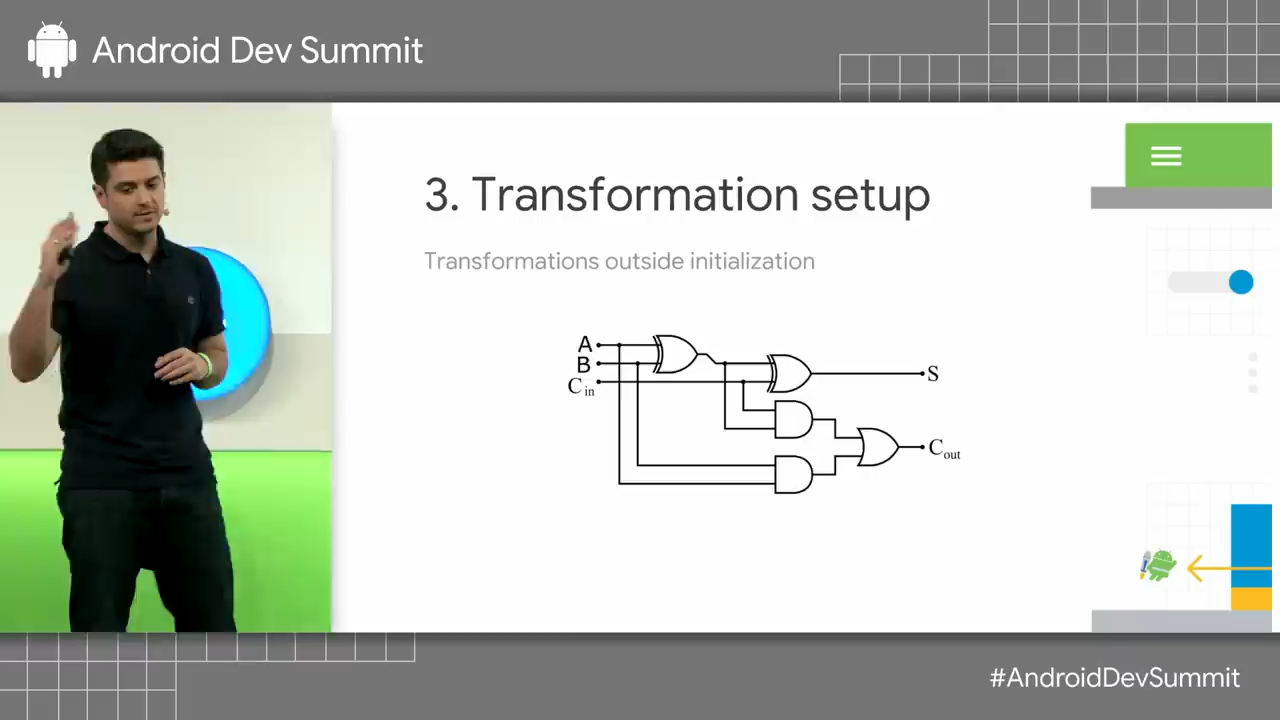 Android Dev Summit
3. Transformation setup
Transformations outside initialization
A
B
C in
S
C out
#AndroidDevSummit